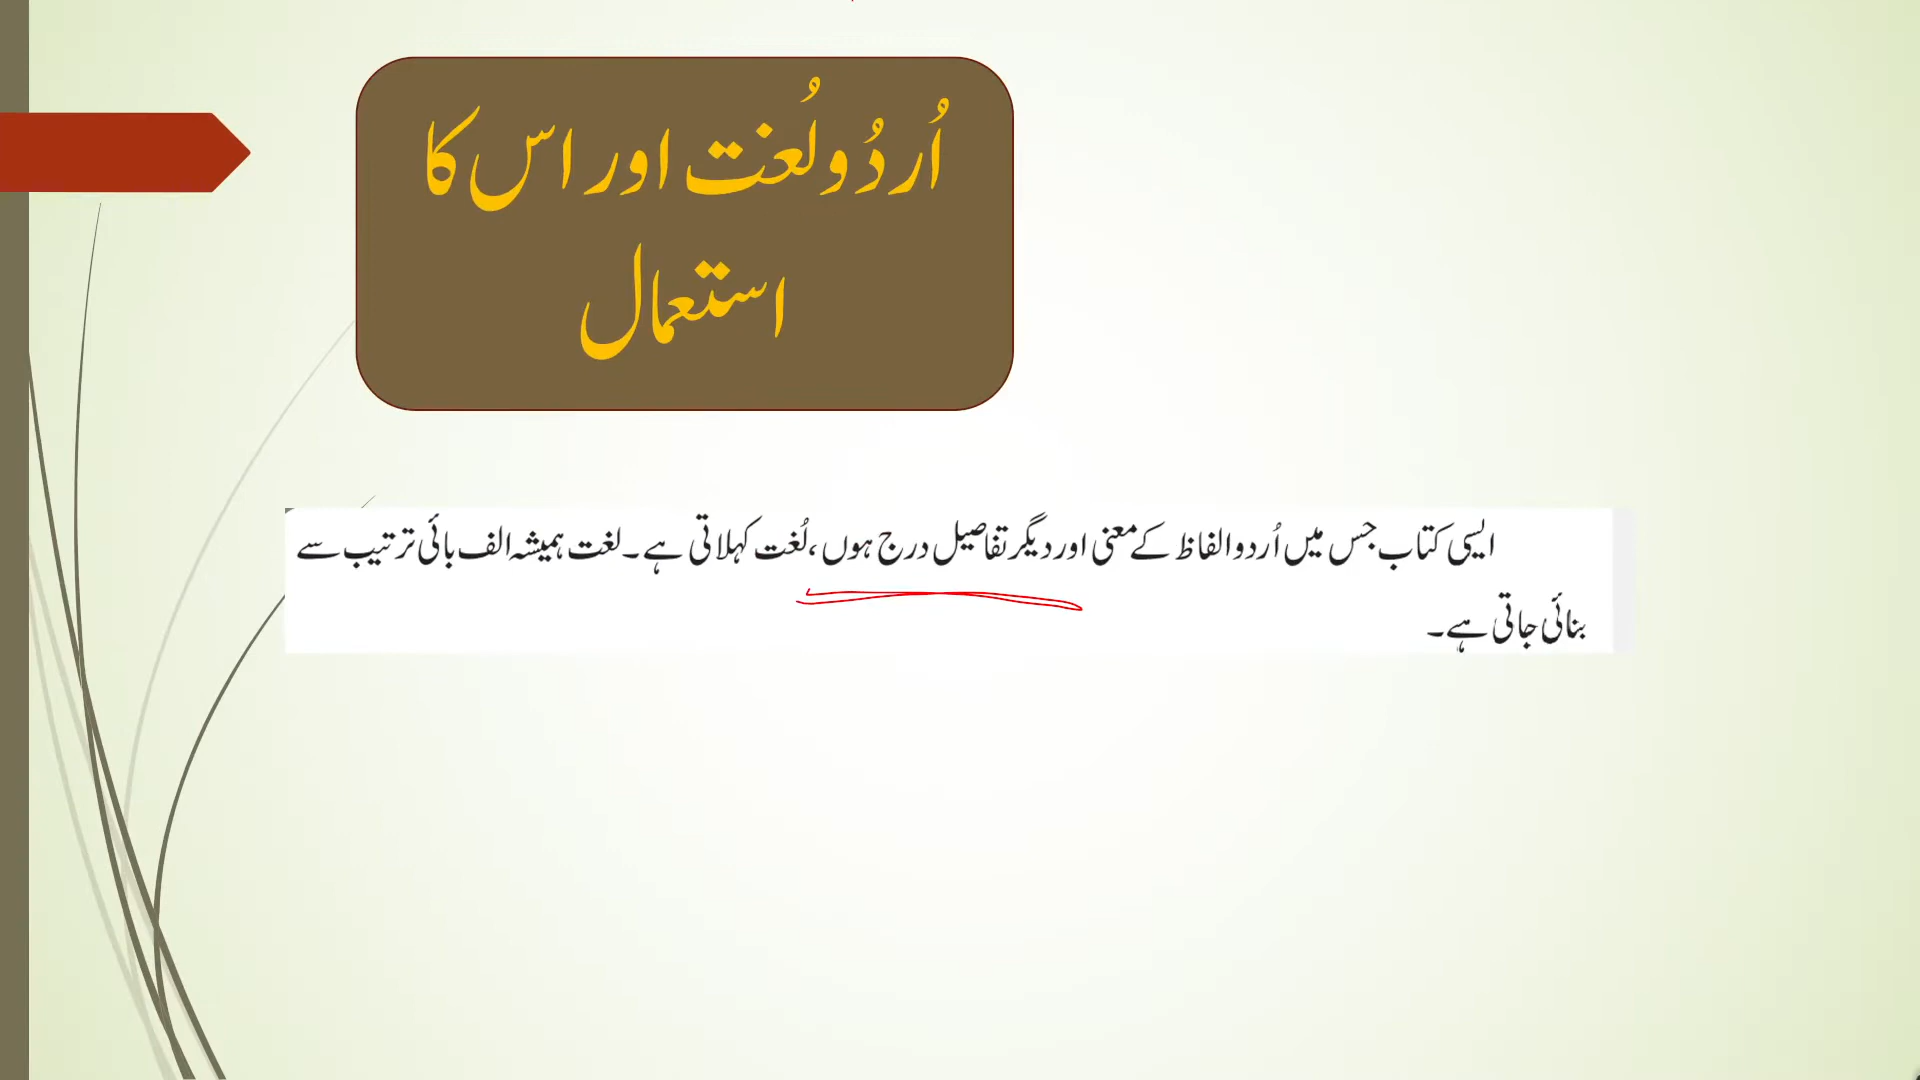 اُردُو لُغت اور اس کا
استعمال
ایسی کتاب جس میں اُردو الفاظ کے معنی اور دیگر تفاصیل درج ہوں، لُغت کہلاتی ہے۔ لغت ہمیشہ الف بائی ترتیب سے
بنائی جاتی ہے۔